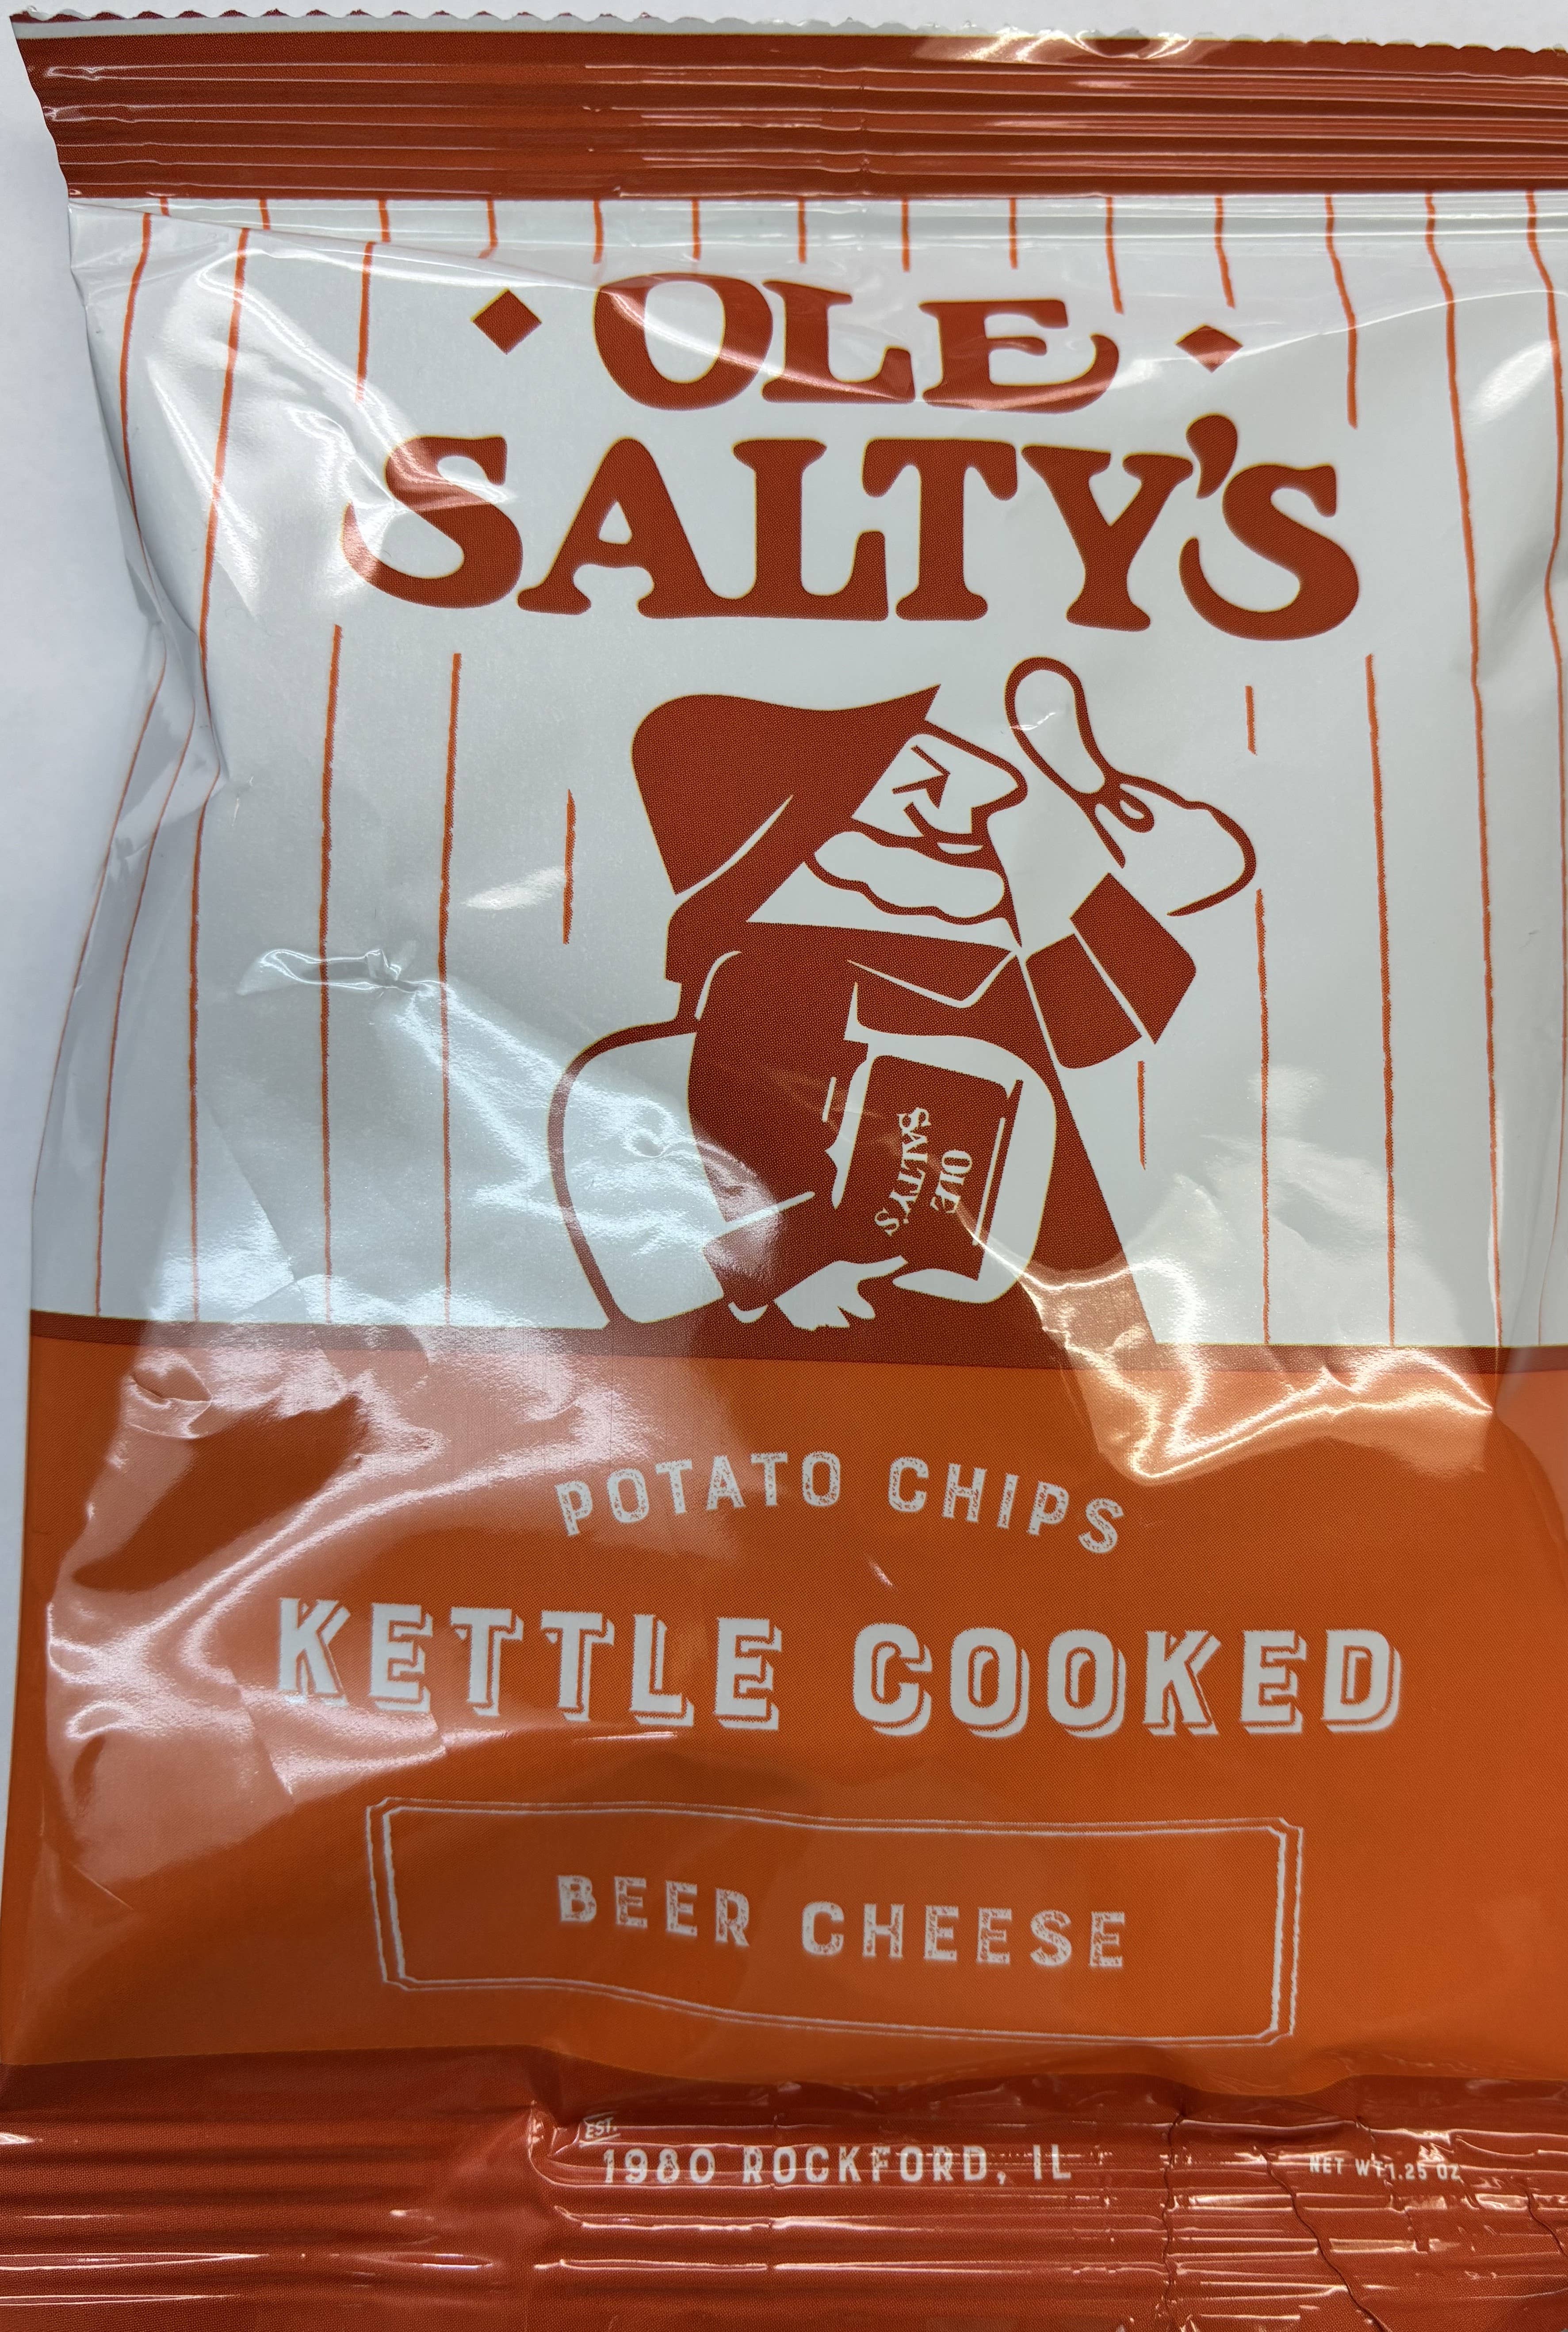 OLE
SALTY'S
OLE
SALTY'S
POTATO CHIPS
KETTLE COOKED
BEER CHEESE
EST.
1980 ROCKFORD, IL
NET WT 1.25 OZ